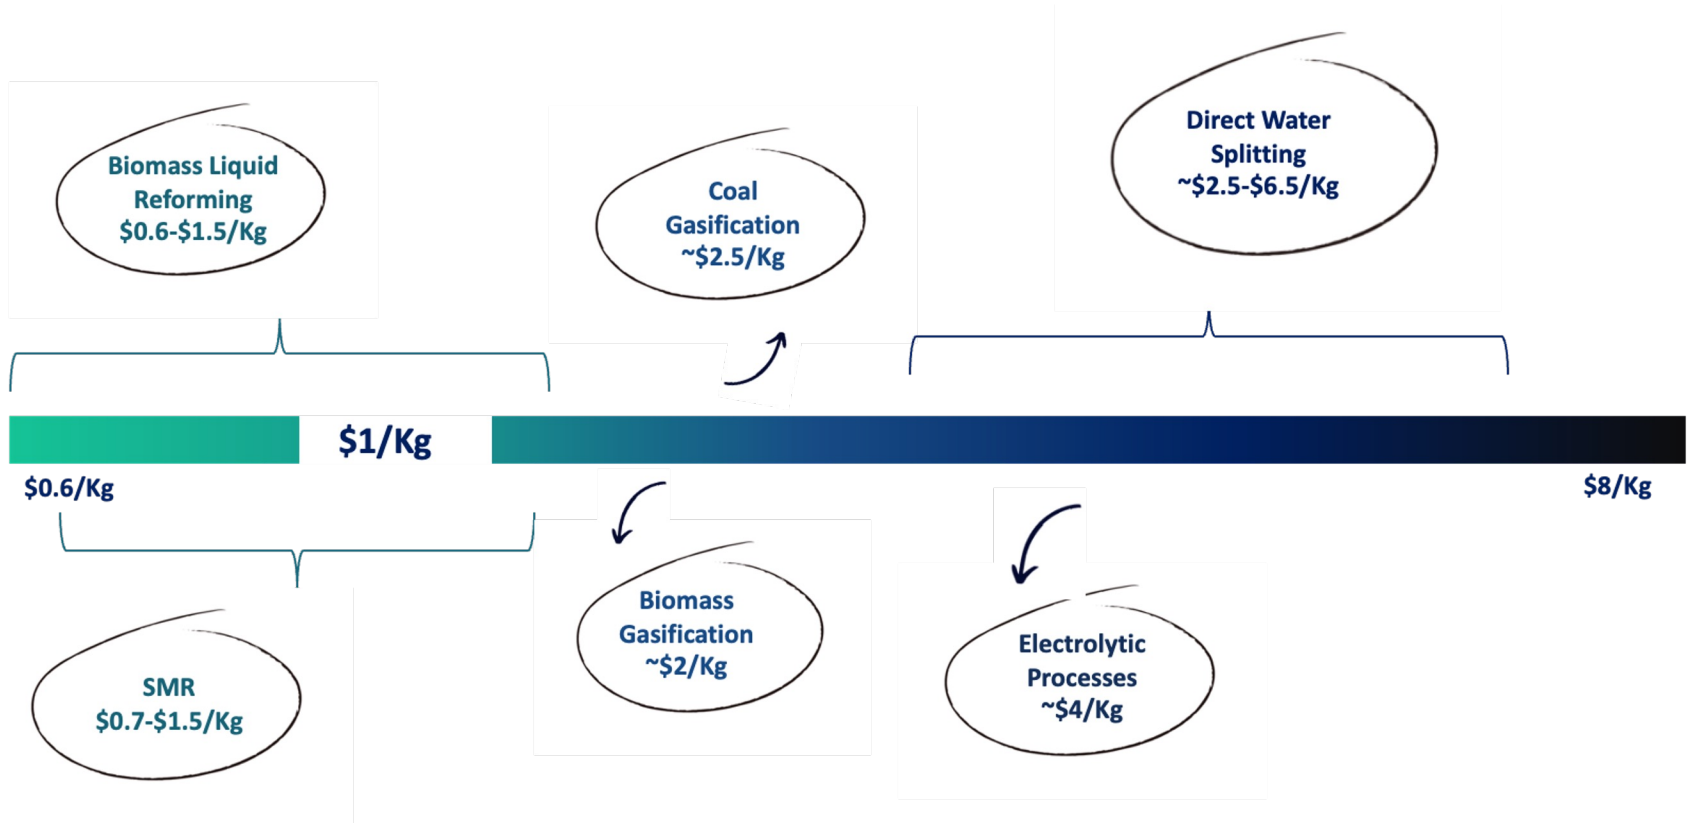 Biomass Liquid
Reforming
$0.6-$1.5/Kg
Coal
Gasification
~$2.5/Kg
Direct Water
Splitting
~$2.5-$6.5/Kg
$1/Kg
$0.6/Kg
$8/Kg
SMR
$0.7-$1.5/Kg
Biomass
Gasification
~$2/Kg
Electrolytic
Processes
~$4/Kg